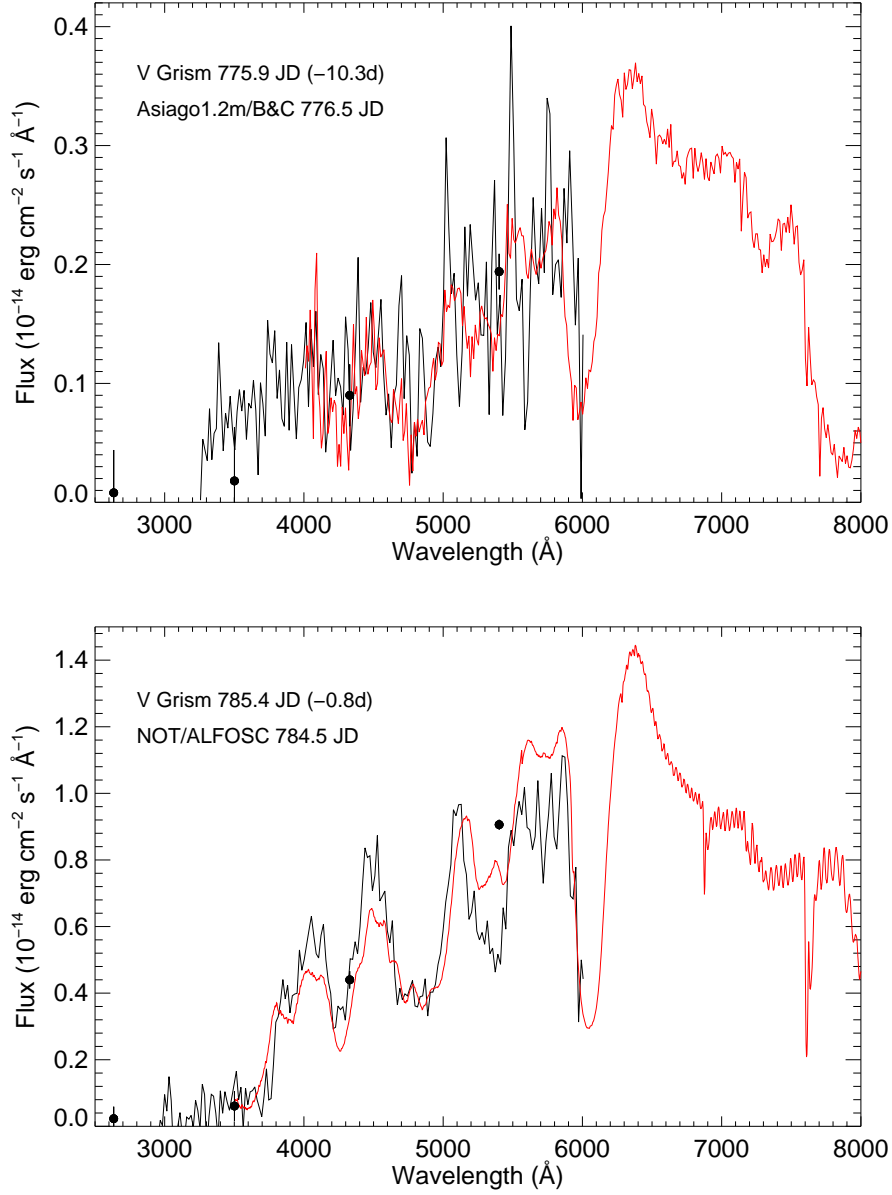 0.4
0.3
0.2
0.1
0.0
Flux (10⁻¹⁴ erg cm⁻² s⁻¹ Å⁻¹)
V Grism 775.9 JD (−10.3d)
Asiago1.2m/B&C 776.5 JD
3000 4000 5000 6000 7000 8000
Wavelength (Å)
1.4
1.2
1.0
0.8
0.6
0.4
0.2
0.0
Flux (10⁻¹⁴ erg cm⁻² s⁻¹ Å⁻¹)
V Grism 785.4 JD (−0.8d)
NOT/ALFOSC 784.5 JD
3000 4000 5000 6000 7000 8000
Wavelength (Å)